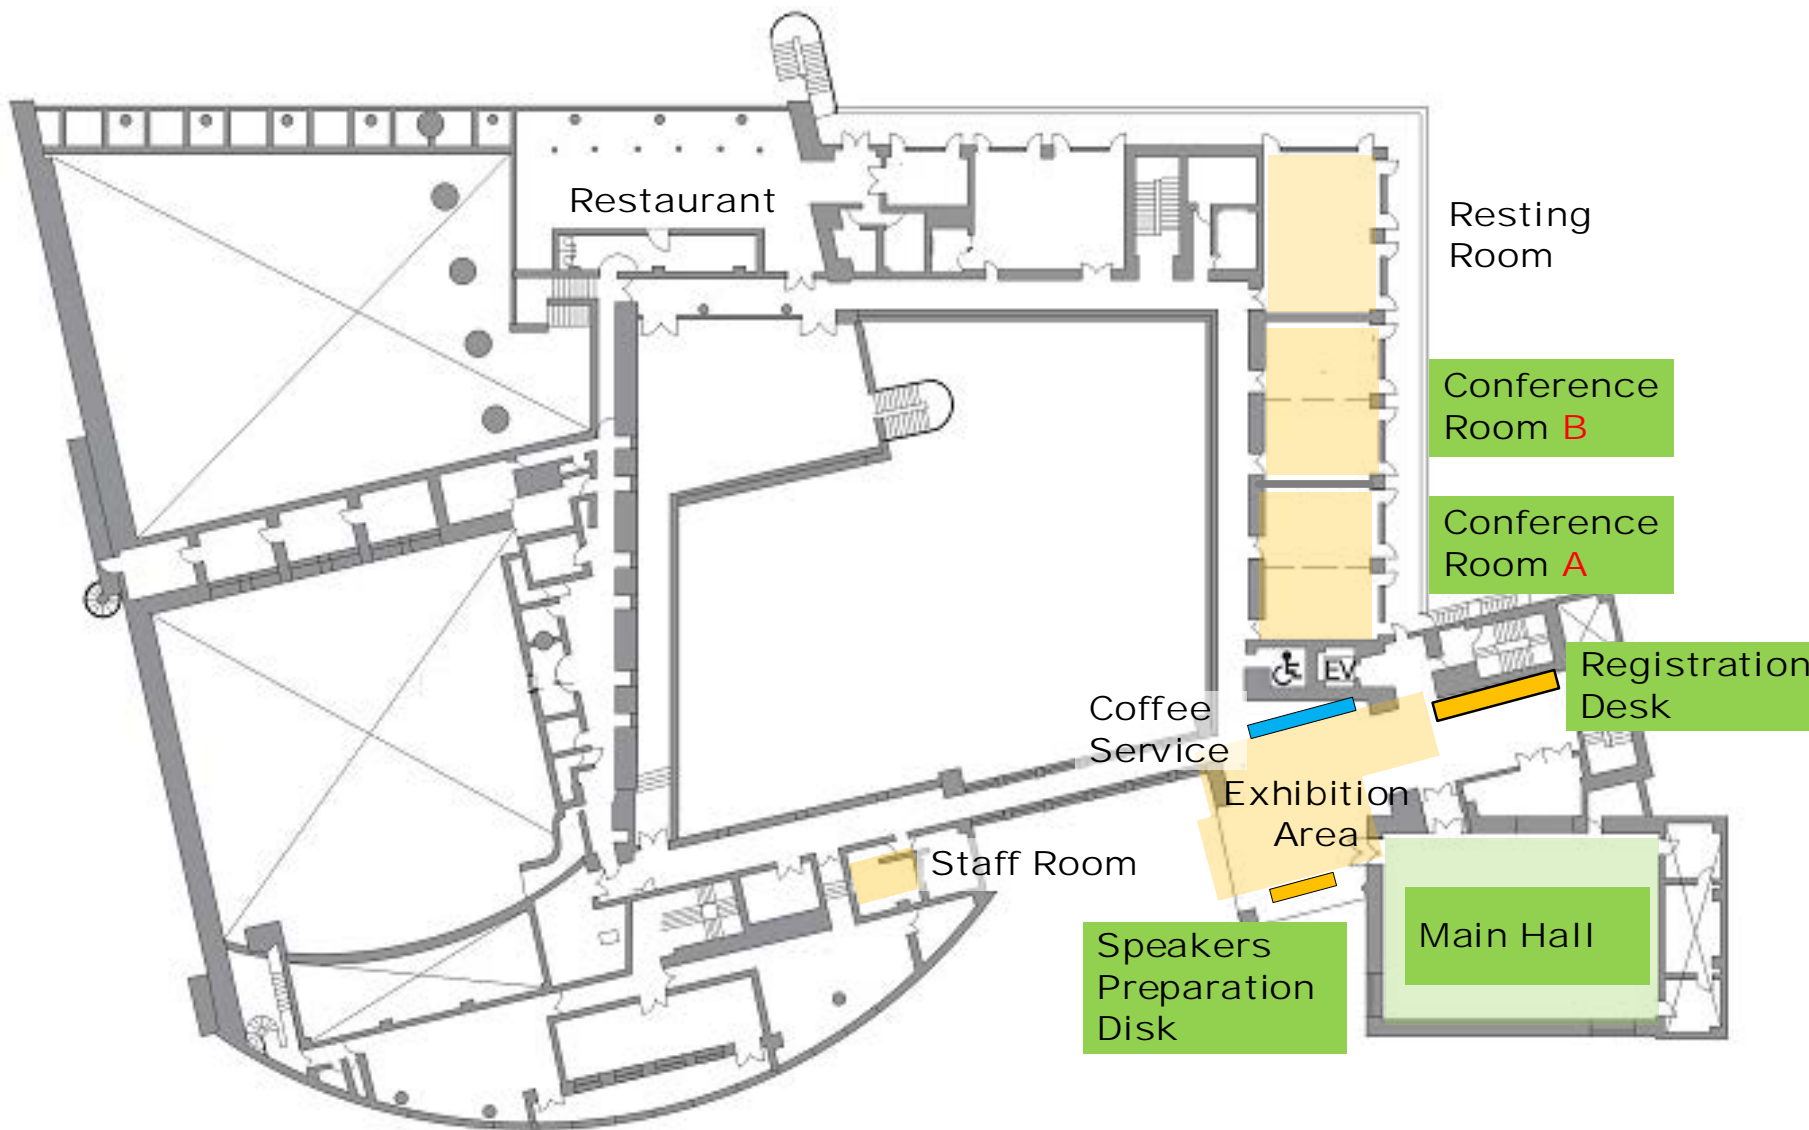 Restaurant
Resting
Room
Conference
Room B
Conference
Room A
EV
Registration
Desk
Coffee
Service
Exhibition
Area
Staff Room
Speakers
Preparation
Disk
Main Hall